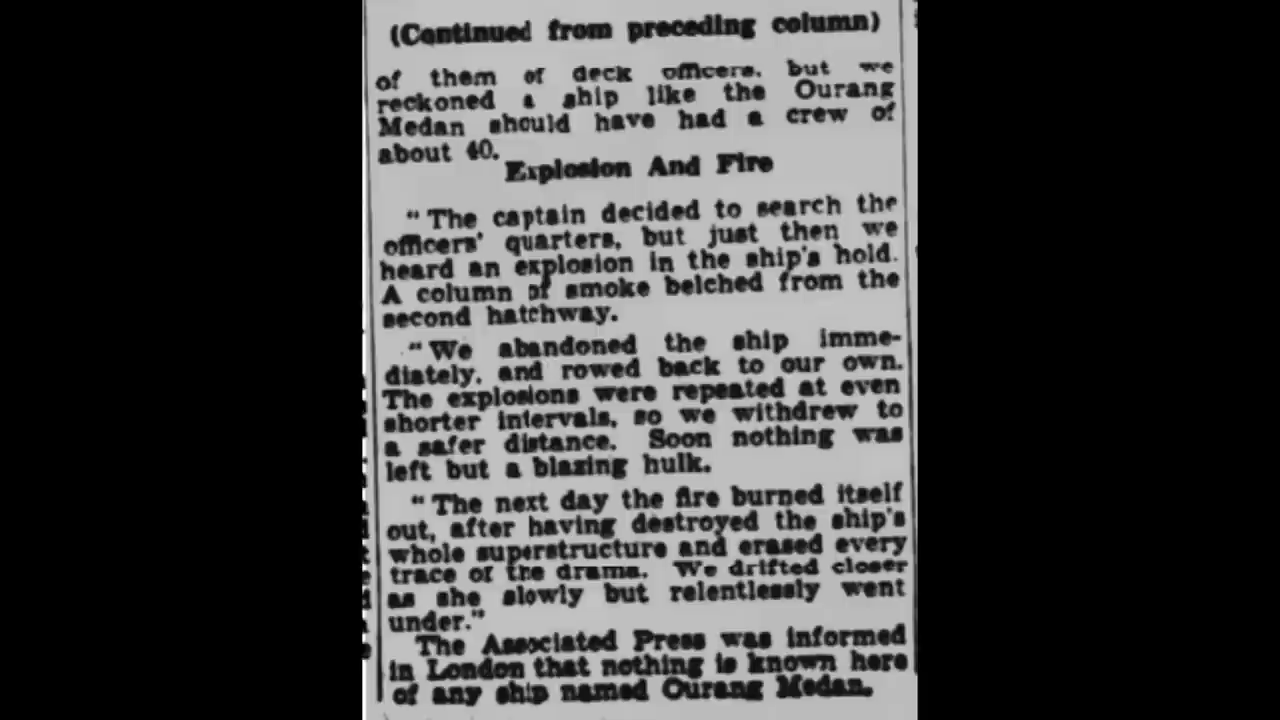 (Continued from preceding column)
of them of deck officers, but we
reckoned a ship like the Ourang
Medan should have had a crew of
about 40.
Explosion And Fire
"The captain decided to search the
officers' quarters, but just then we
heard an explosion in the ship's hold.
A column of smoke belched from the
second hatchway.
"We abandoned the ship imme-
diately, and rowed back to our own.
The explosions were repeated at even
shorter intervals, so we withdrew to
a safer distance. Soon nothing was
left but a blazing hulk.
"The next day the fire burned itself
out, after having destroyed the ship's
whole superstructure and erased every
trace of the drama. We drifted closer
as she slowly but relentlessly went
under."
The Associated Press was informed
in London that nothing is known here
of any ship named Ourang Medan.